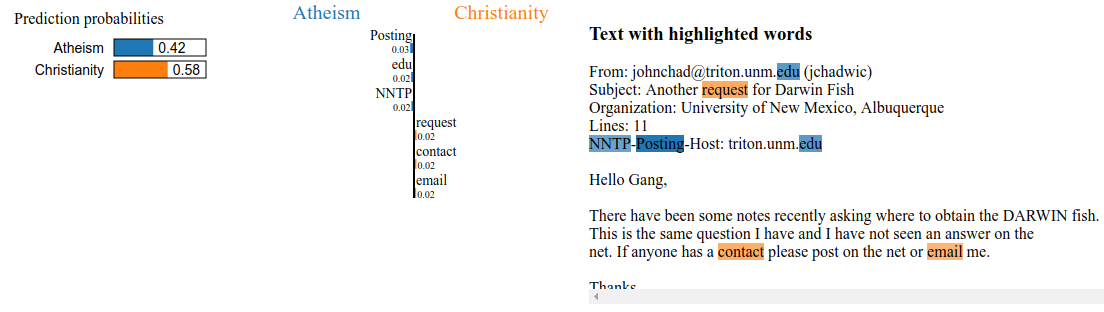 Prediction probabilities
Atheism 0.42
Christianity 0.58
Atheism Christianity
Posting
0.03
edu
0.02
NNTP
0.02
request
0.02
contact
0.02
email
0.02
Text with highlighted words
From: johnchad@triton.unm.edu (jchadwic)
Subject: Another request for Darwin Fish
Organization: University of New Mexico, Albuquerque
Lines: 11
NNTP-Posting-Host: triton.unm.edu
Hello Gang,
There have been some notes recently asking where to obtain the DARWIN fish.
This is the same question I have and I have not seen an answer on the
net. If anyone has a contact please post on the net or email me.
Thanks